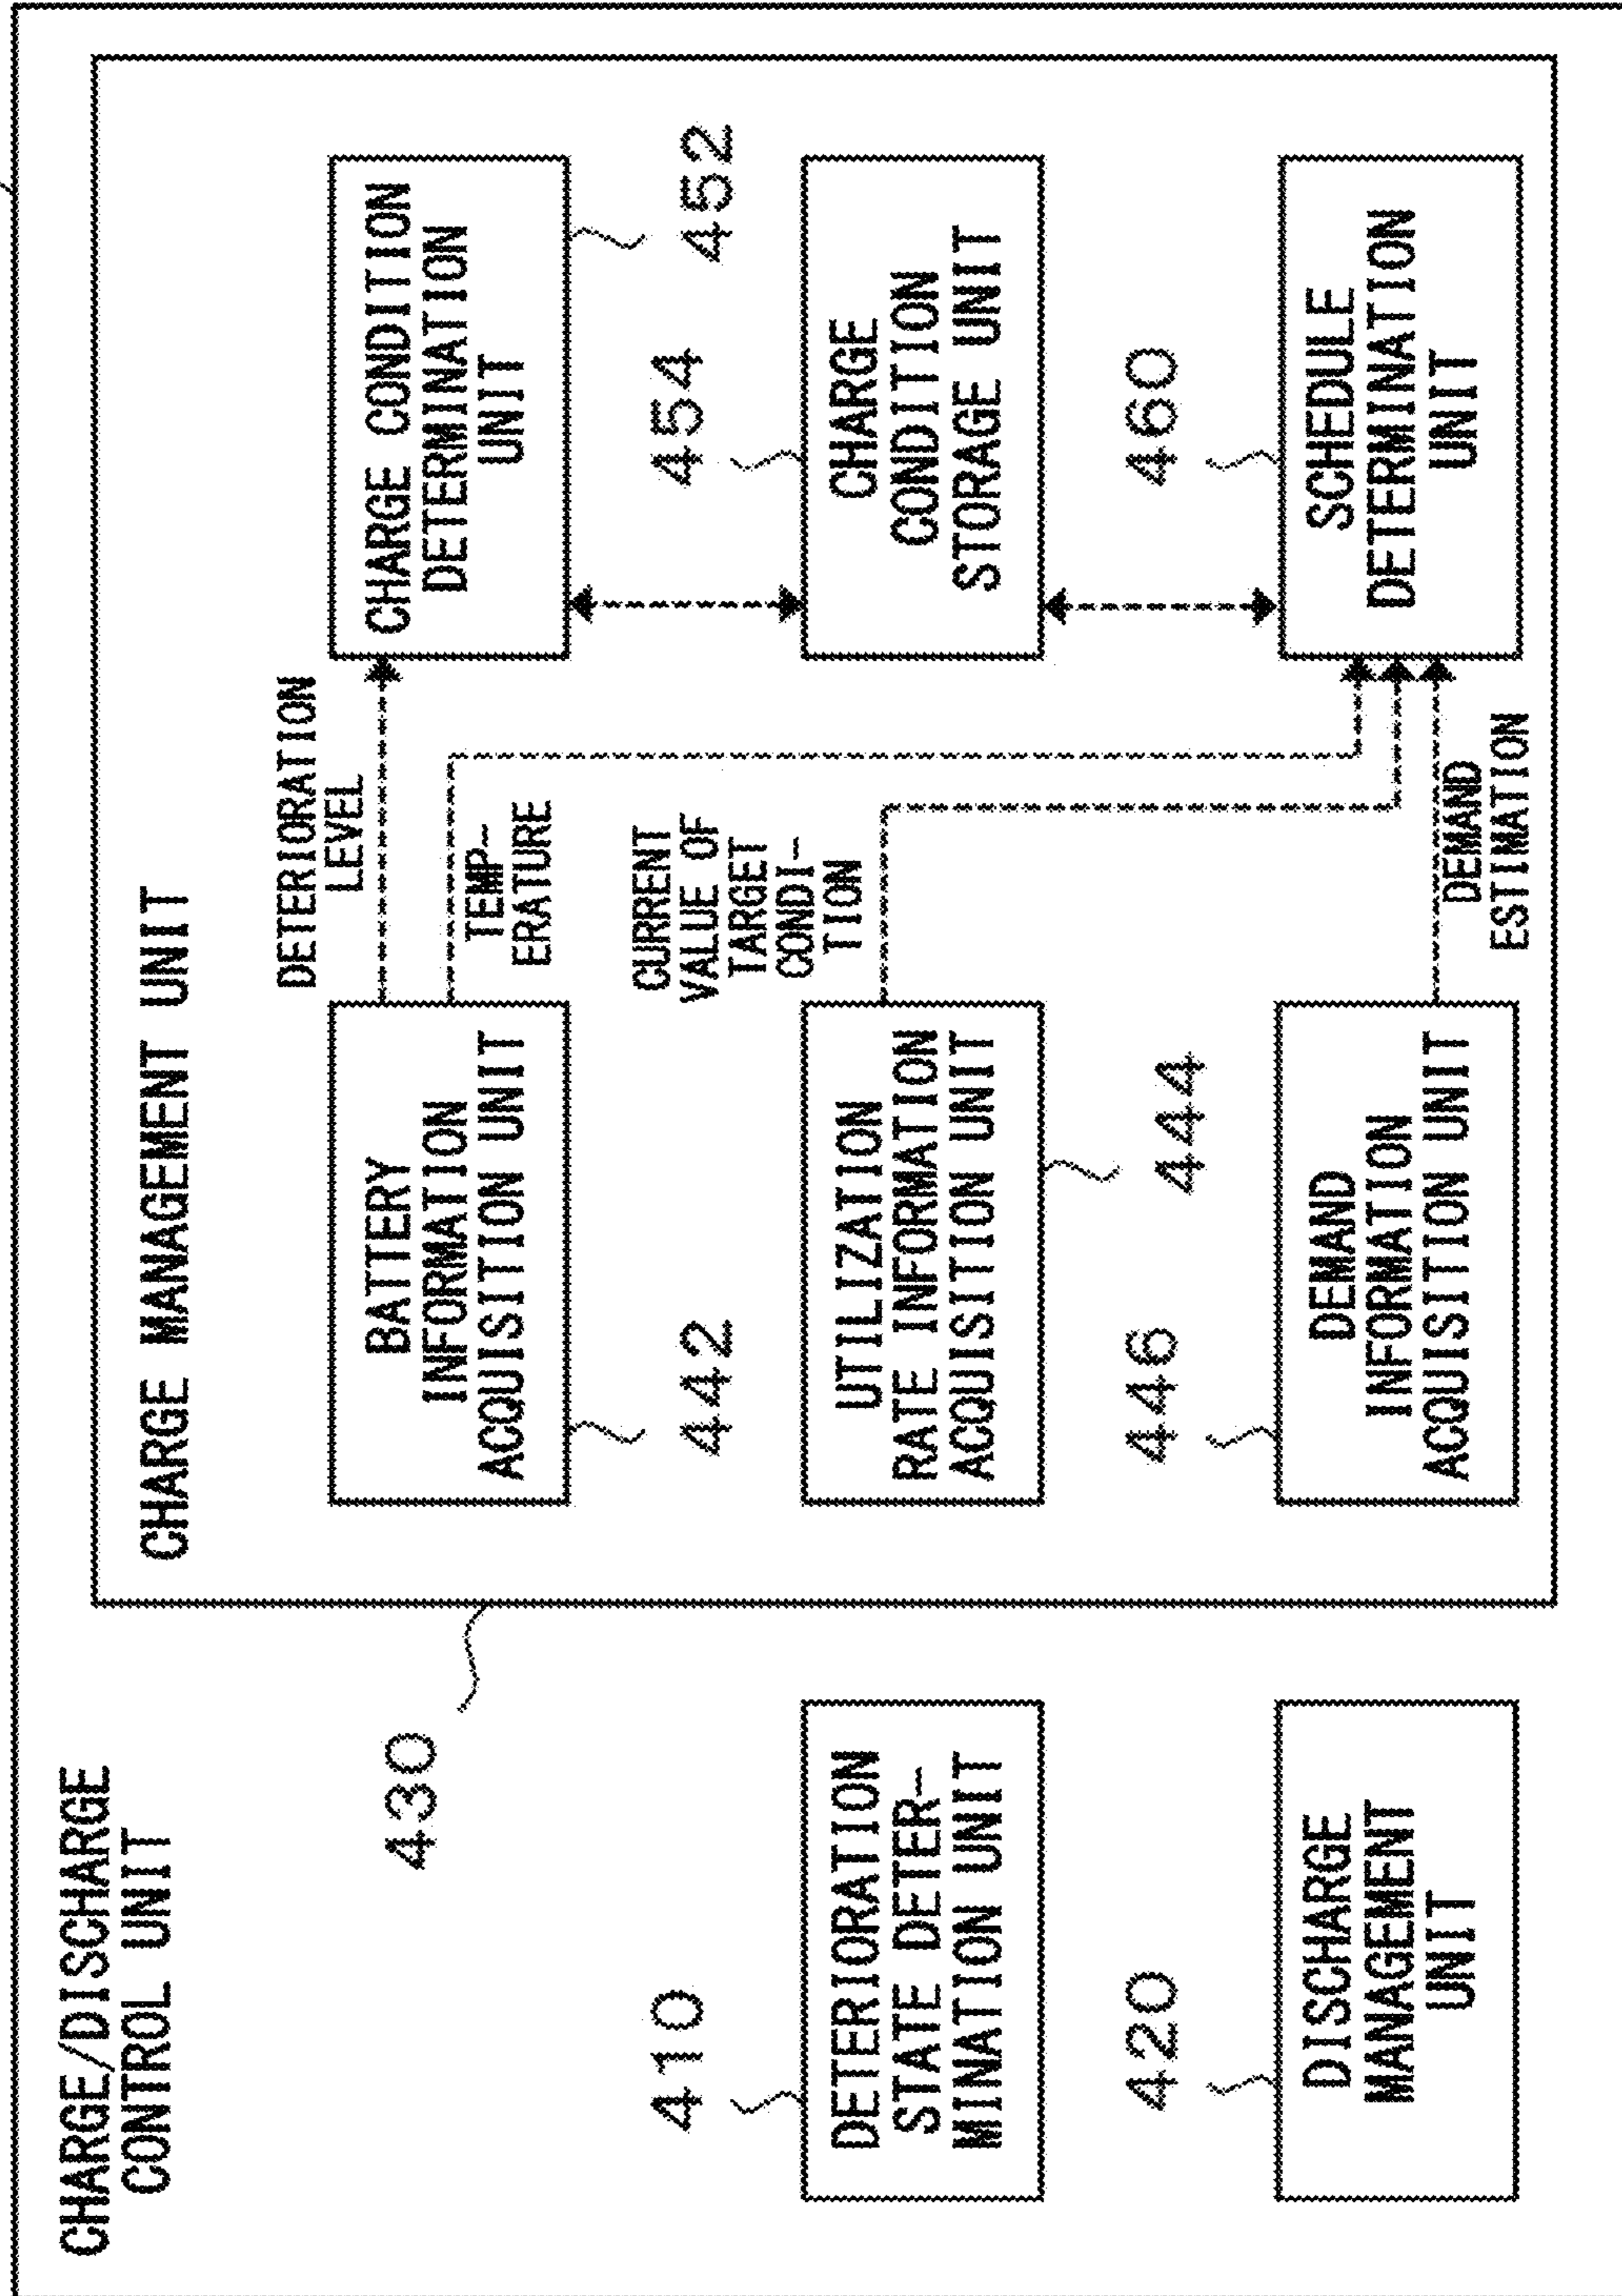 CHARGE/DISCHARGE
CONTROL UNIT
430
410
DETERIORATION
STATE DETER-
MINATION UNIT
420
DISCHARGE
MANAGEMENT
UNIT
CHARGE MANAGEMENT UNIT
BATTERY
INFORMATION
ACQUISITION UNIT
442
DETERIORATION
LEVEL
TEMP-
ERATURE
CHARGE CONDITION
DETERMINATION
UNIT
452
UTILIZATION
RATE INFORMATION
ACQUISITION UNIT
444
CURRENT
VALUE OF
TARGET
CONDI-
TION
454
CHARGE
CONDITION
STORAGE UNIT
446
DEMAND
INFORMATION
ACQUISITION UNIT
DEMAND
ESTIMATION
460
SCHEDULE
DETERMINATION
UNIT